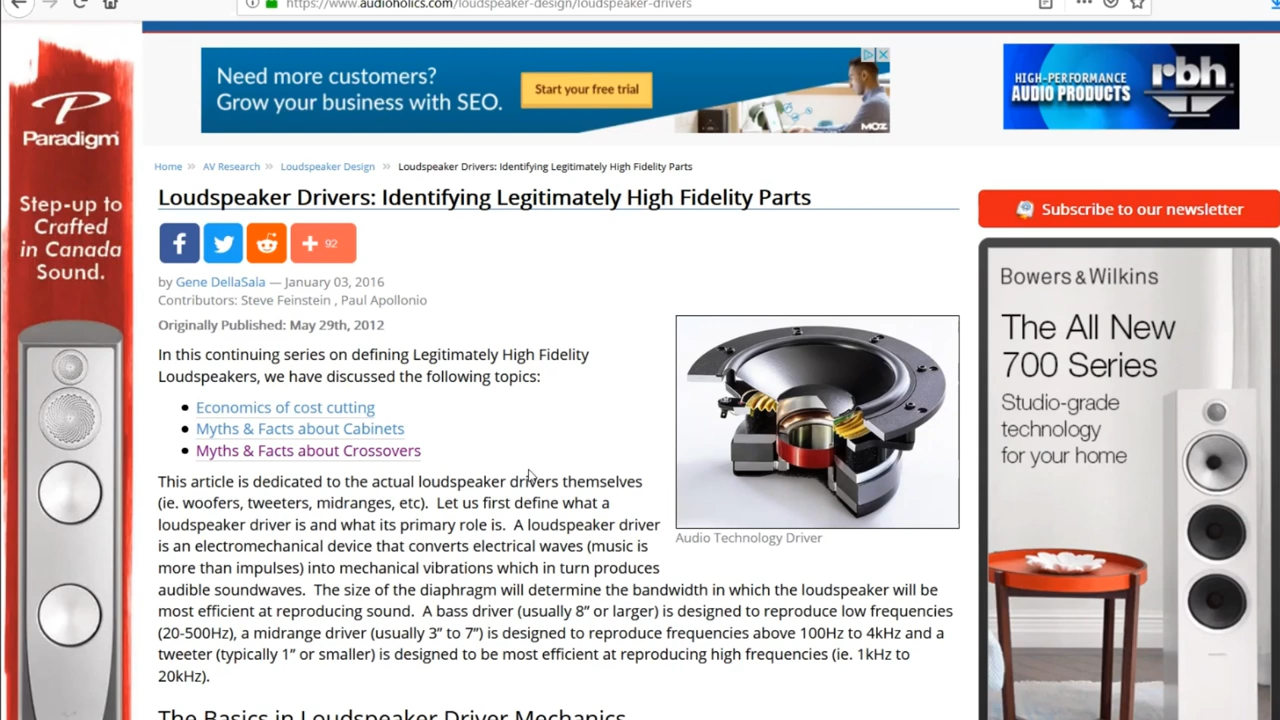 https://www.audioholics.com/loudspeaker-design/loudspeaker-drivers
Need more customers?
Grow your business with SEO.
Start your free trial
MOZ
HIGH-PERFORMANCE
AUDIO PRODUCTS
rbh
Paradigm
Step-up to
Crafted
in Canada
Sound.
Home » AV Research » Loudspeaker Design » Loudspeaker Drivers: Identifying Legitimately High Fidelity Parts
Loudspeaker Drivers: Identifying Legitimately High Fidelity Parts
+ 92
Subscribe to our newsletter
by Gene DellaSala — January 03, 2016
Contributors: Steve Feinstein , Paul Apollonio
Originally Published: May 29th, 2012
In this continuing series on defining Legitimately High Fidelity
Loudspeakers, we have discussed the following topics:
• Economics of cost cutting
• Myths & Facts about Cabinets
• Myths & Facts about Crossovers
Audio Technology Driver
This article is dedicated to the actual loudspeaker drivers themselves
(ie. woofers, tweeters, midranges, etc).  Let us first define what a
loudspeaker driver is and what its primary role is.  A loudspeaker driver
is an electromechanical device that converts electrical waves (music is
more than impulses) into mechanical vibrations which in turn produces
audible soundwaves.  The size of the diaphragm will determine the bandwidth in which the loudspeaker will be
most efficient at reproducing sound.  A bass driver (usually 8” or larger) is designed to reproduce low frequencies
(20-500Hz), a midrange driver (usually 3” to 7”) is designed to reproduce frequencies above 100Hz to 4kHz and a
tweeter (typically 1” or smaller) is designed to be most efficient at reproducing high frequencies (ie. 1kHz to
20kHz).
The Basics in Loudspeaker Driver Mechanics
Bowers & Wilkins
The All New
700 Series
Studio-grade
technology
for your home